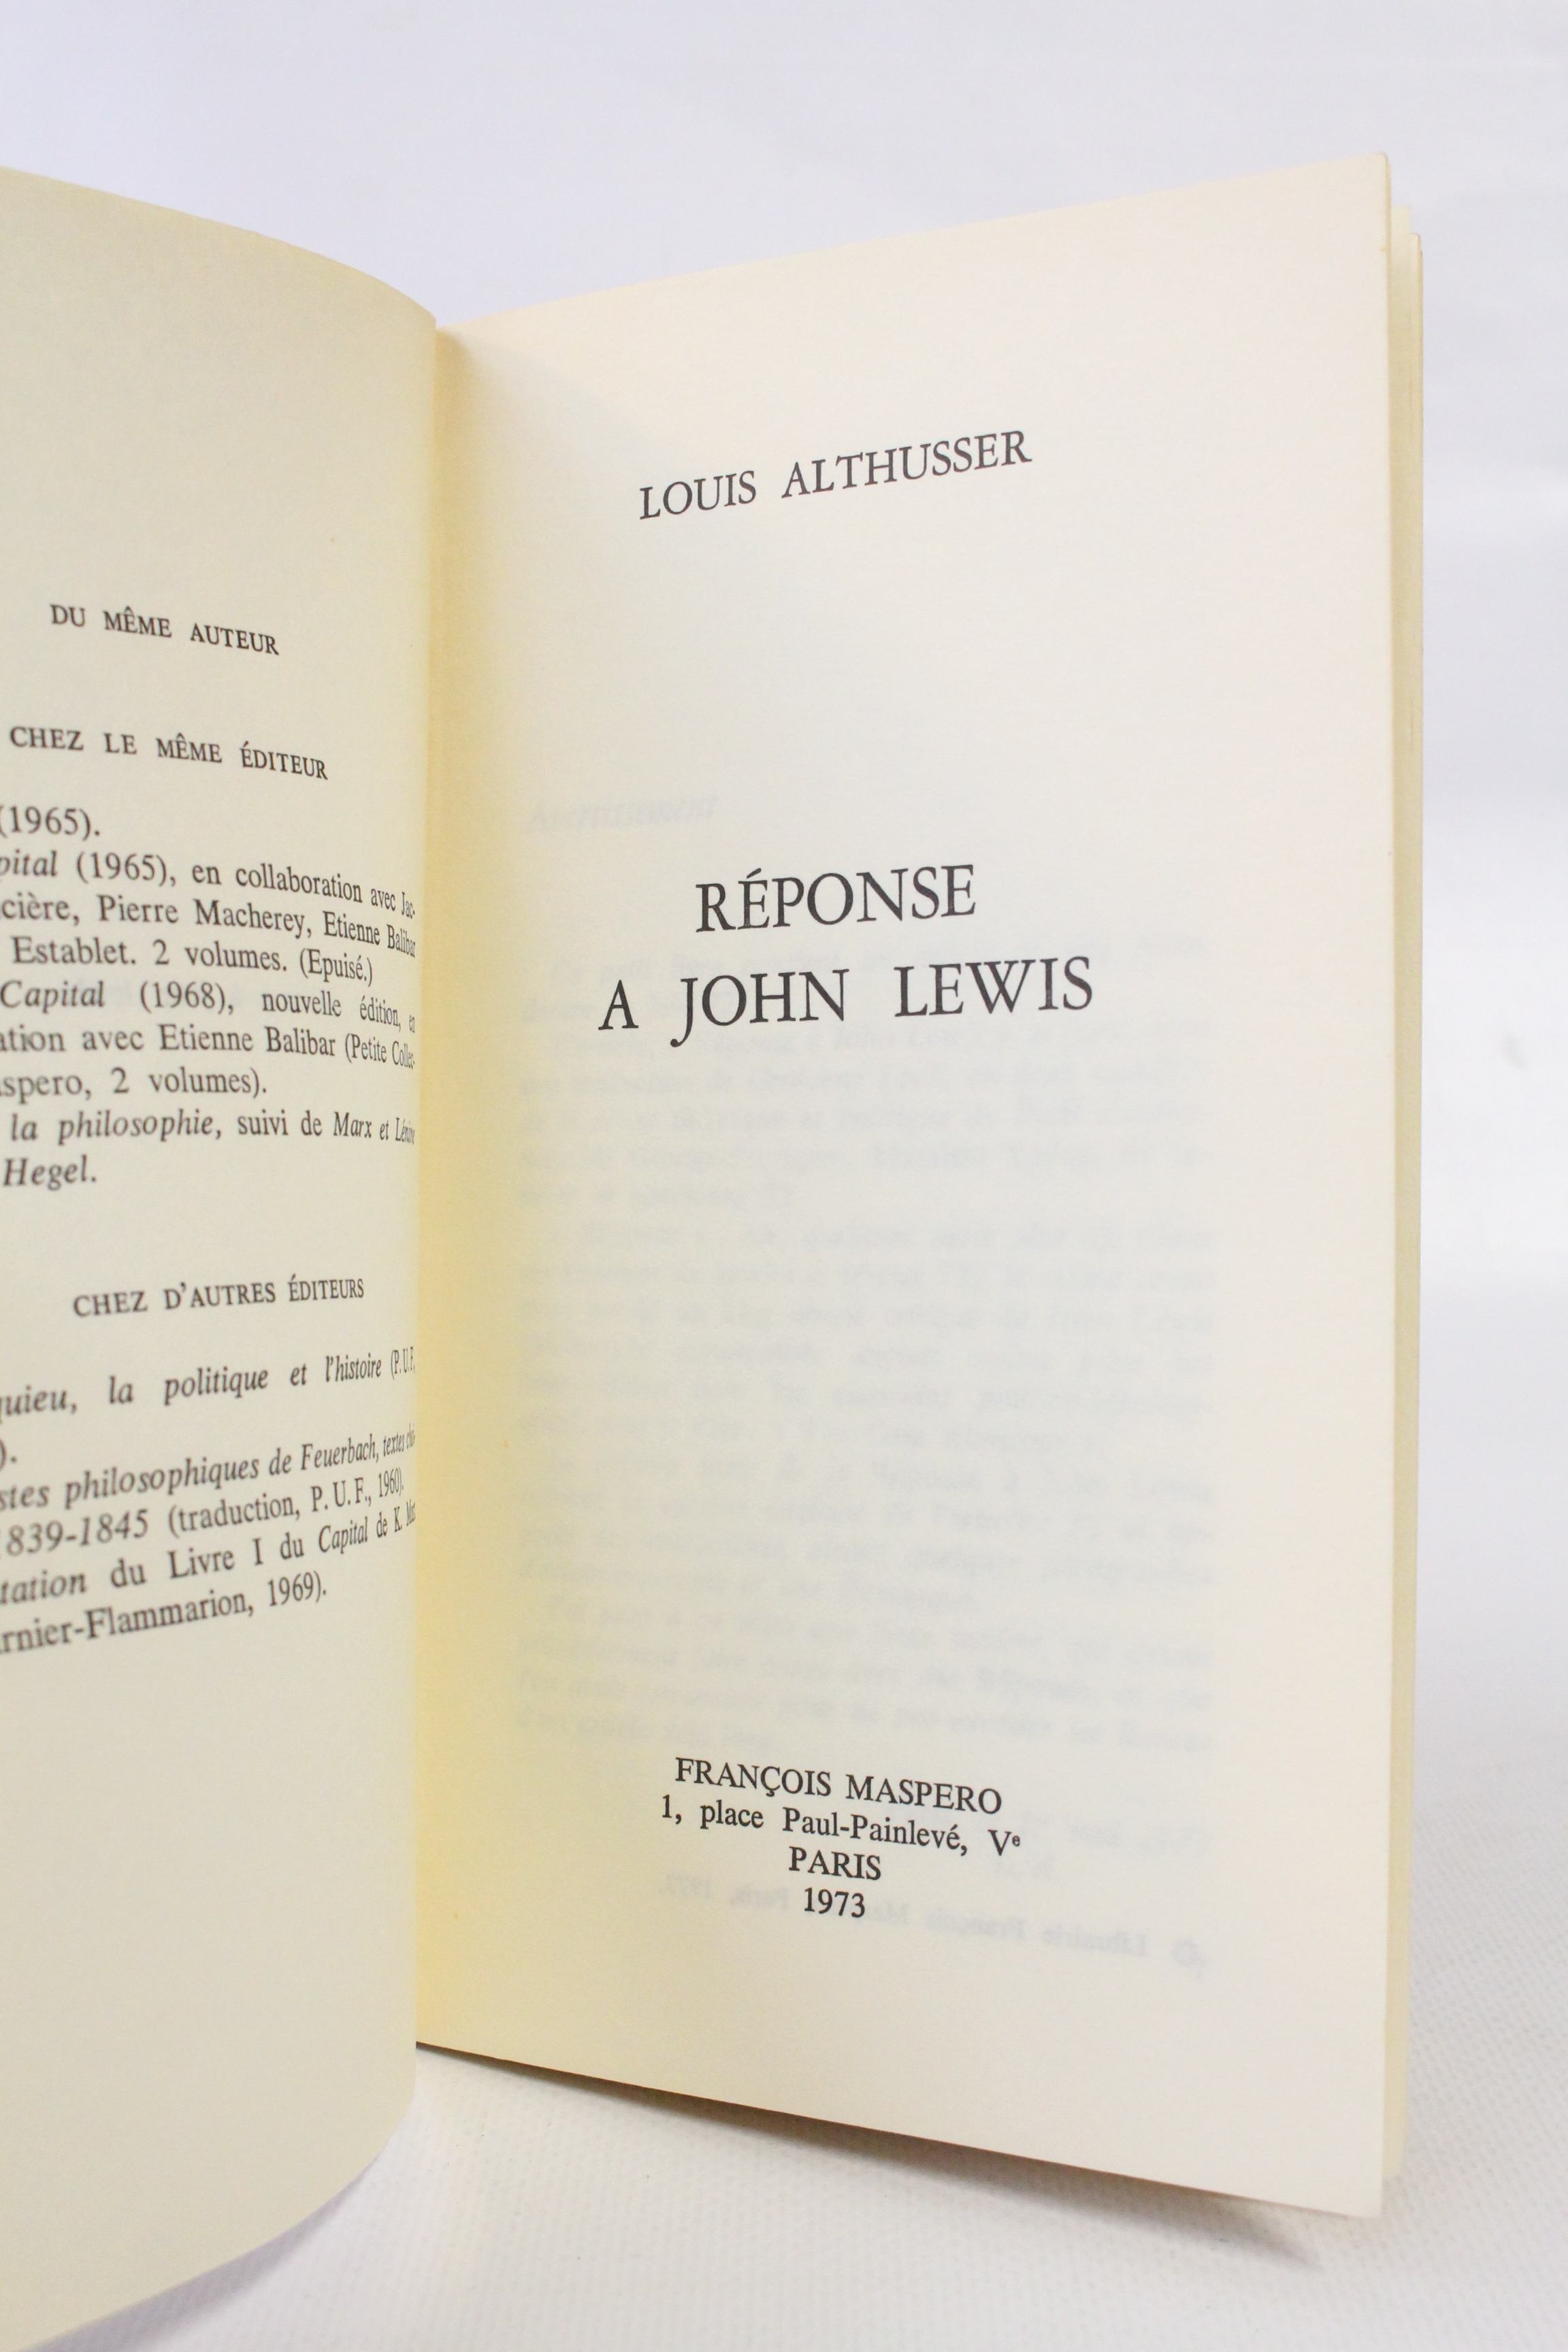 DU MÊME AUTEUR
CHEZ LE MÊME ÉDITEUR
(1965).
pital (1965), en collaboration avec Jac-
cière, Pierre Macherey, Etienne Balibar
Establet. 2 volumes. (Epuisé.)
Capital (1968), nouvelle édition, en
ation avec Etienne Balibar (Petite Collec-
aspero, 2 volumes).
la philosophie, suivi de Marx et Lénine
Hegel.
CHEZ D'AUTRES ÉDITEURS
quieu, la politique et l'histoire (P.U.F.,
).
stes philosophiques de Feuerbach, textes choi-
1839-1845 (traduction, P.U.F., 1960).
tation du Livre I du Capital de K. Marx
rnier-Flammarion, 1969).
LOUIS ALTHUSSER
RÉPONSE
A JOHN LEWIS
FRANÇOIS MASPERO
1, place Paul-Painlevé, Ve
PARIS
1973